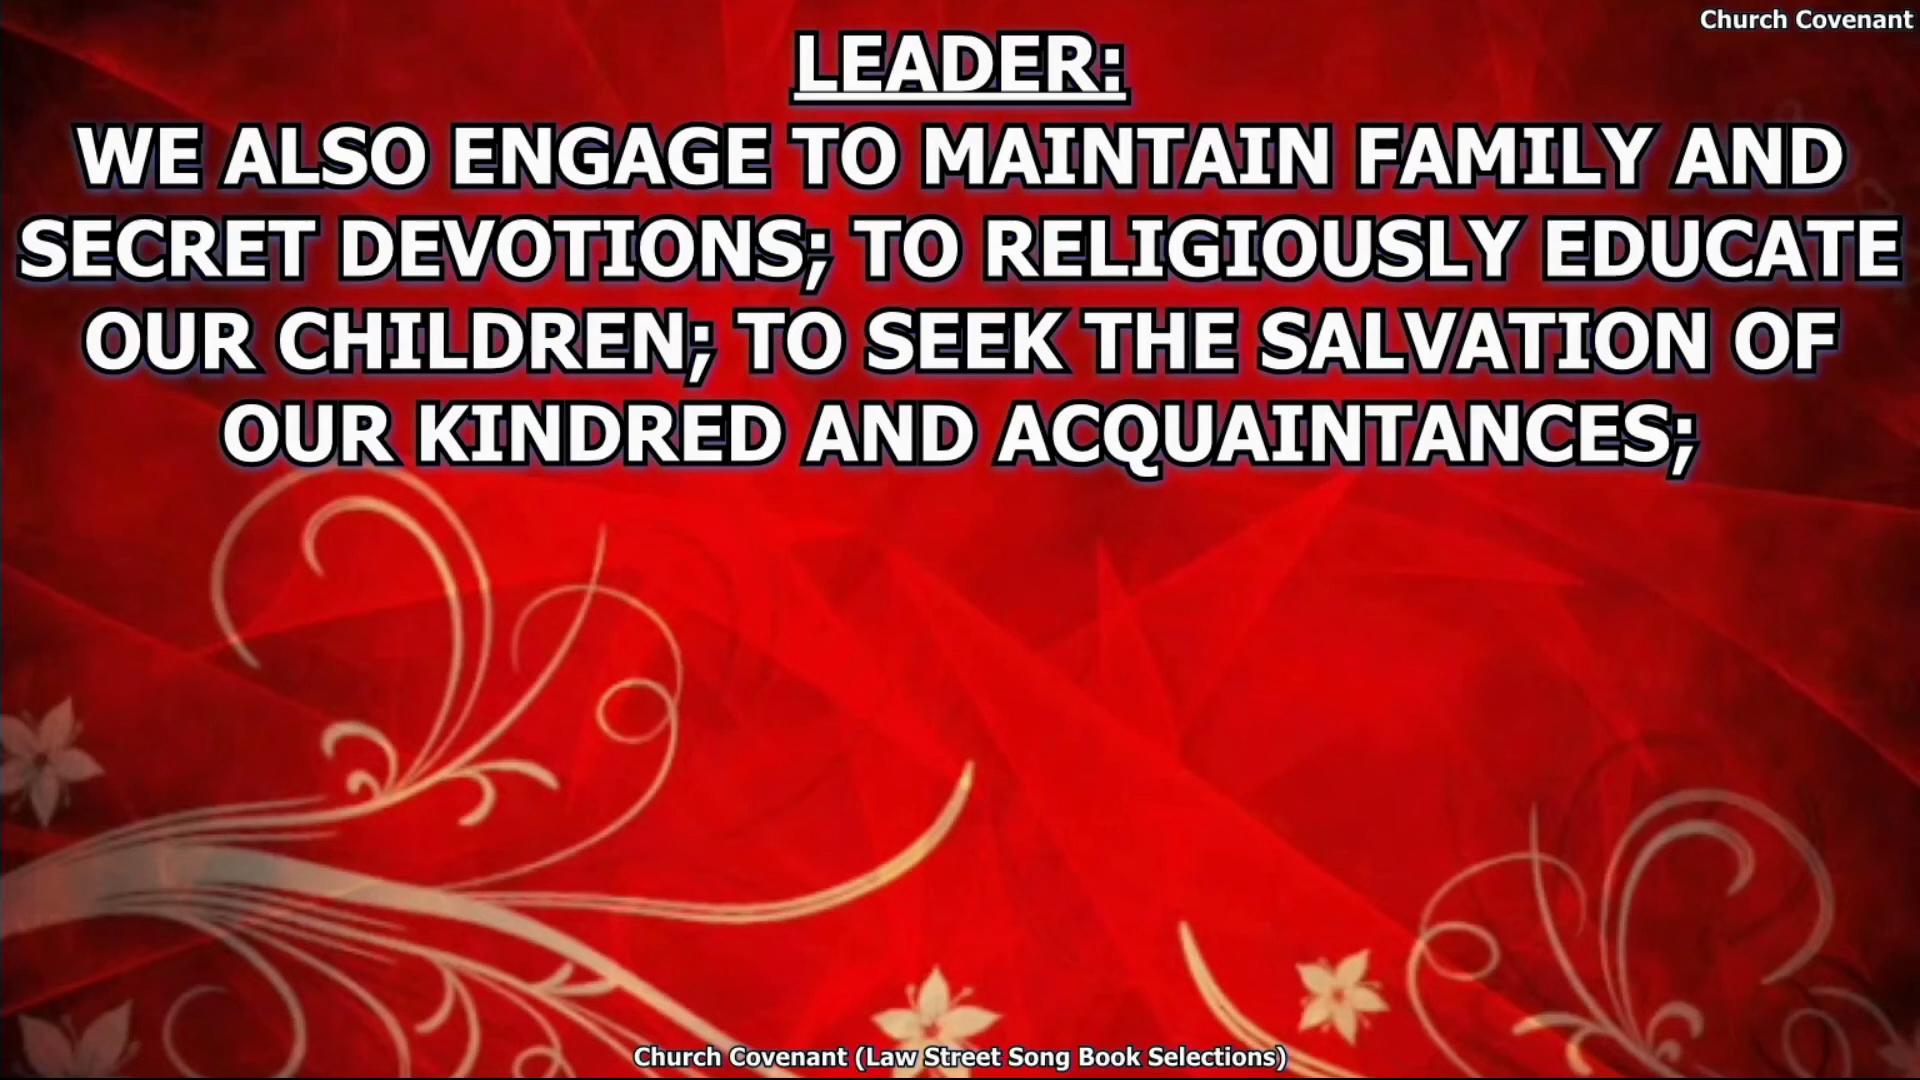 Church Covenant
LEADER:
WE ALSO ENGAGE TO MAINTAIN FAMILY AND
SECRET DEVOTIONS; TO RELIGIOUSLY EDUCATE
OUR CHILDREN; TO SEEK THE SALVATION OF
OUR KINDRED AND ACQUAINTANCES;
Church Covenant (Law Street Song Book Selections)